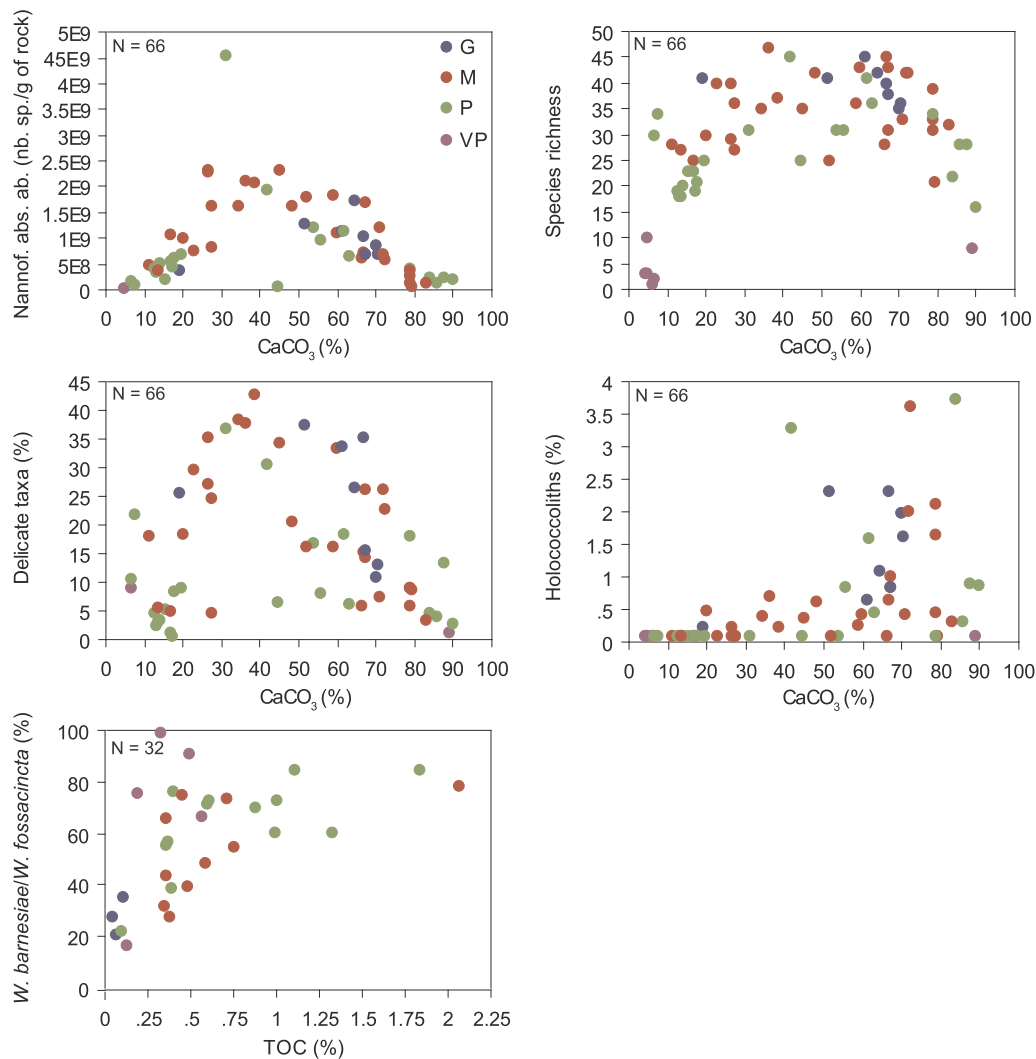 Nannof. abs. ab. (nb. sp./g of rock)
5E9
45E9
4E9
3.5E9
3E9
2.5E9
2E9
1.5E9
1E9
5E8
0
N = 66
G
M
P
VP
0 10 20 30 40 50 60 70 80 90 100
CaCO₃ (%)
Species richness
50
45
40
35
30
25
20
15
10
5
0
N = 66
0 10 20 30 40 50 60 70 80 90 100
CaCO₃ (%)
Delicate taxa (%)
45
40
35
30
25
20
15
10
5
0
N = 66
0 10 20 30 40 50 60 70 80 90 100
CaCO₃ (%)
Holococcoliths (%)
4
3.5
3
2.5
2
1.5
1
.5
0
N = 66
0 10 20 30 40 50 60 70 80 90 100
CaCO₃ (%)
W. barnesiae/W. fossacincta (%)
100
80
60
40
20
0
N = 32
0 .25 .5 .75 1 1.25 1.5 1.75 2 2.25
TOC (%)